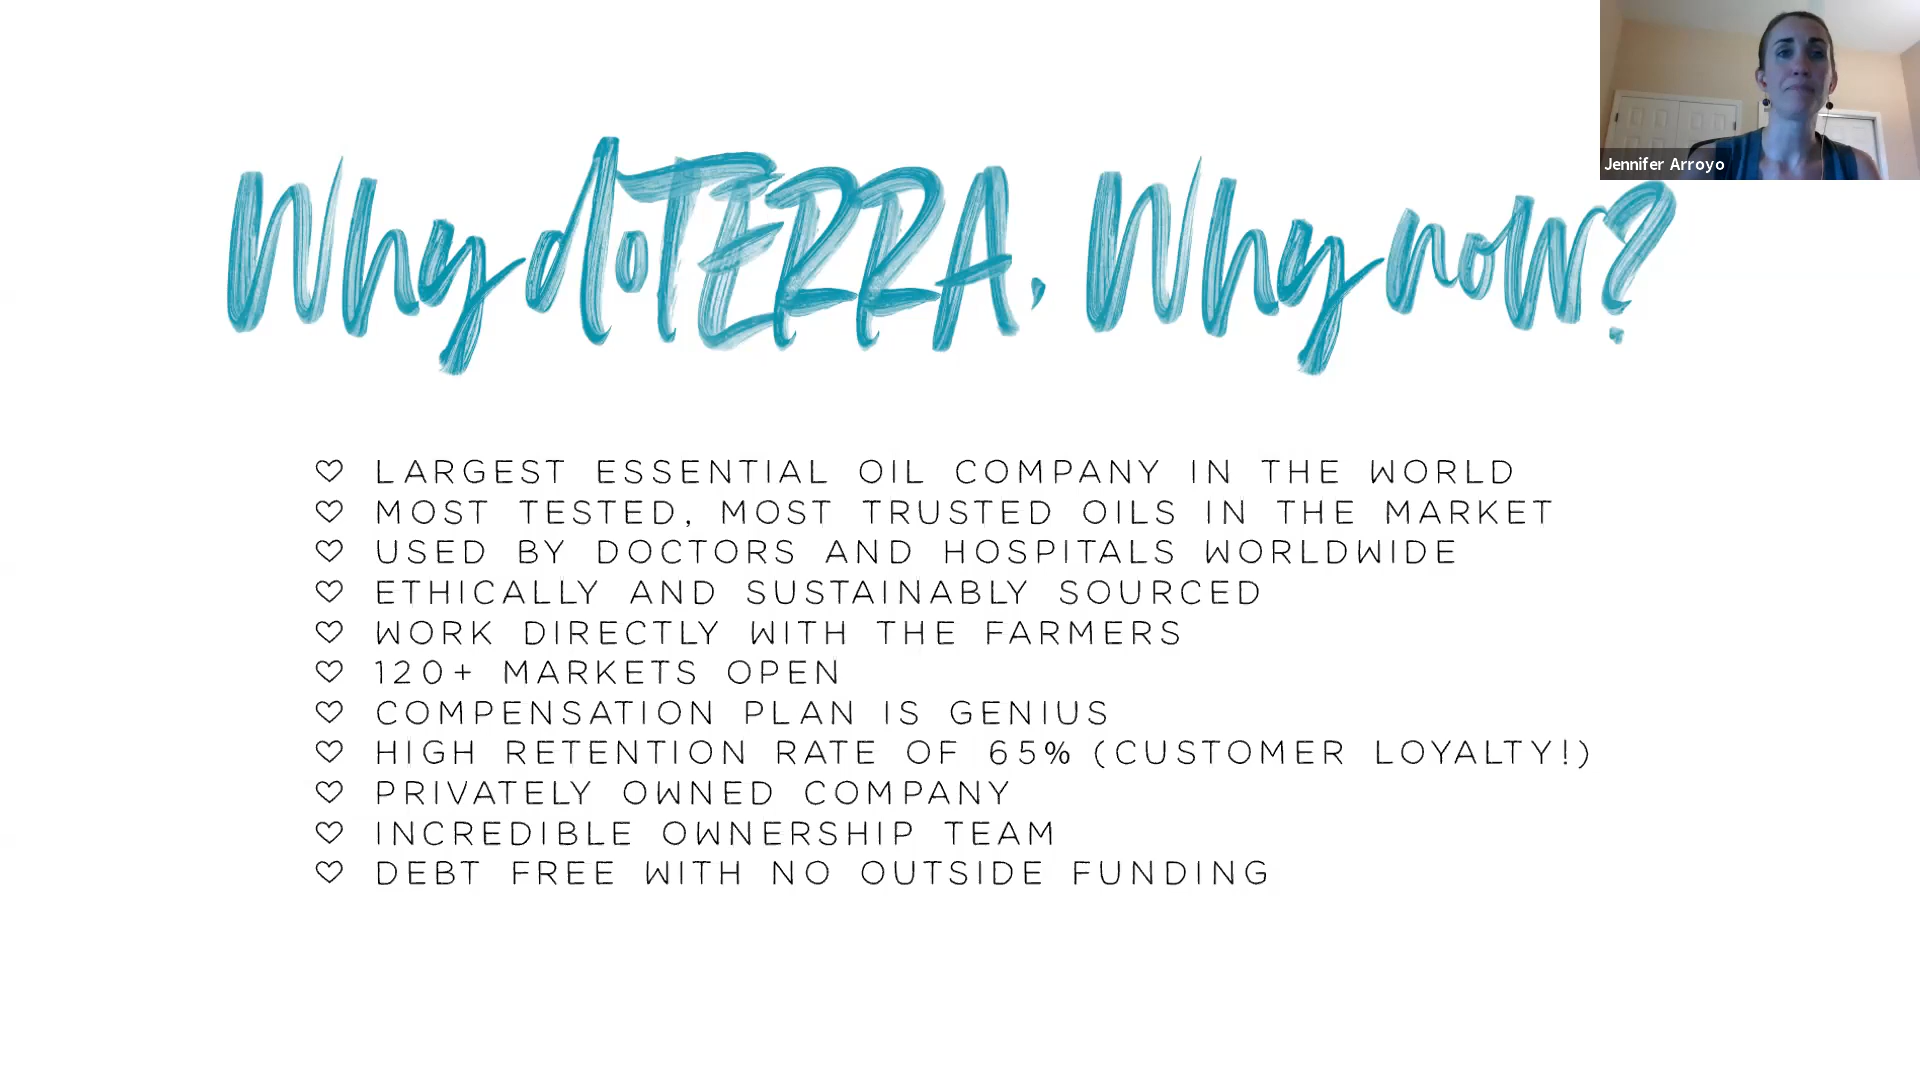 Jennifer Arroyo
Why doTERRA, Why now?
LARGEST ESSENTIAL OIL COMPANY IN THE WORLD
MOST TESTED, MOST TRUSTED OILS IN THE MARKET
USED BY DOCTORS AND HOSPITALS WORLDWIDE
ETHICALLY AND SUSTAINABLY SOURCED
WORK DIRECTLY WITH THE FARMERS
120+ MARKETS OPEN
COMPENSATION PLAN IS GENIUS
HIGH RETENTION RATE OF 65% (CUSTOMER LOYALTY!)
PRIVATELY OWNED COMPANY
INCREDIBLE OWNERSHIP TEAM
DEBT FREE WITH NO OUTSIDE FUNDING